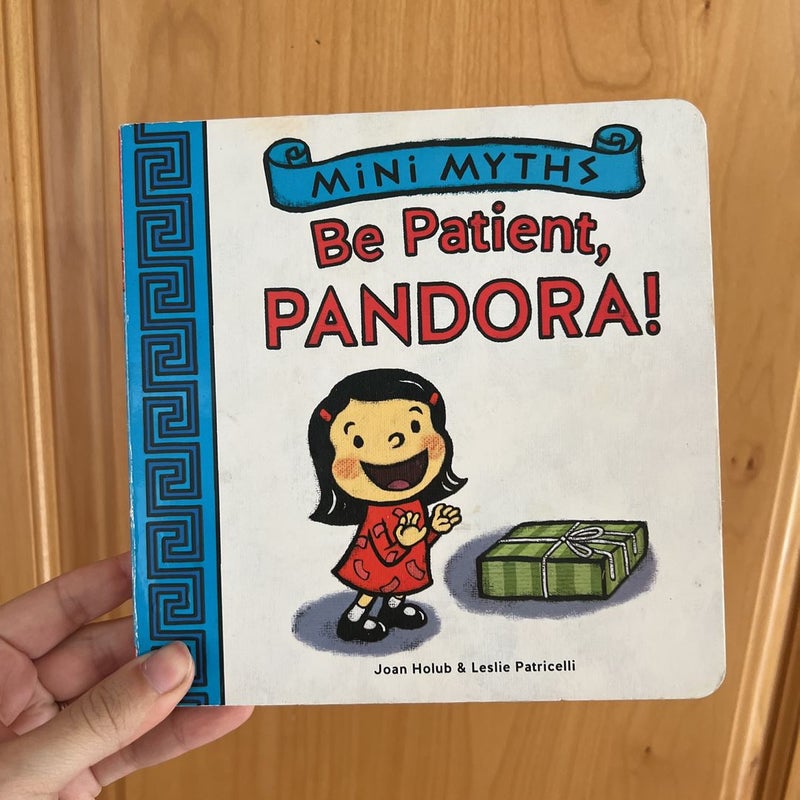 MiNi MYTHS
Be Patient,
PANDORA!
Joan Holub & Leslie Patricelli